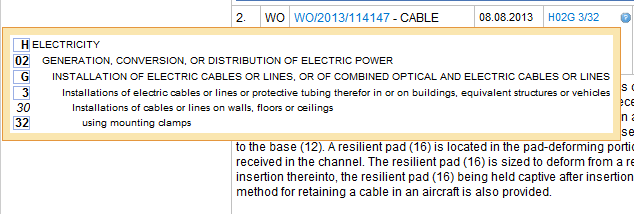 2. WO WO/2013/114147 - CABLE 08.08.2013 H02G 3/32
H ELECTRICITY
02 GENERATION, CONVERSION, OR DISTRIBUTION OF ELECTRIC POWER
G INSTALLATION OF ELECTRIC CABLES OR LINES, OR OF COMBINED OPTICAL AND ELECTRIC CABLES OR LINES
3 Installations of electric cables or lines or protective tubing therefor in or on buildings, equivalent structures or vehicles
30 Installations of cables or lines on walls, floors or ceilings
32 using mounting clamps
to the base (12). A resilient pad (16) is located in the pad-deforming
received in the channel. The resilient pad (16) is sized to deform from a
insertion thereinto, the resilient pad (16) being held captive after insertion
method for retaining a cable in an aircraft is also provided.